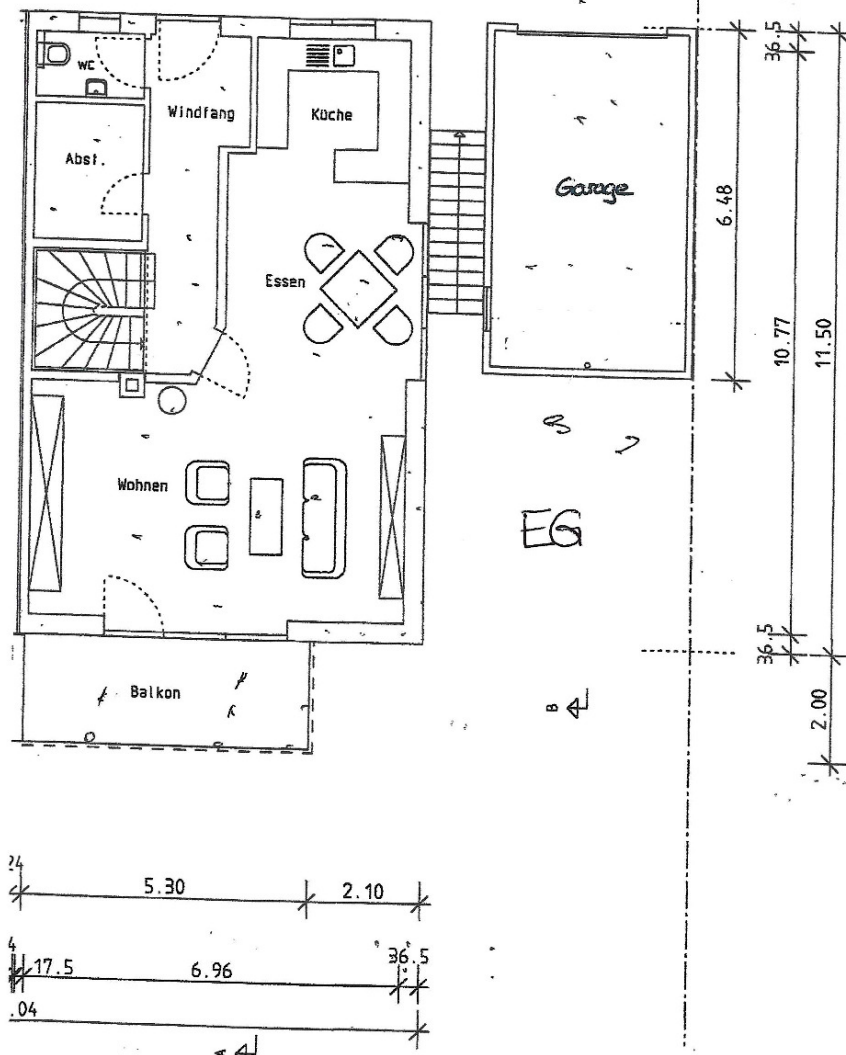 WC
Windfang
Küche
Abst.
Garage
Essen
Wohnen
EG
Balkon
B
36.5
6.48
10.77
11.50
36.5
2.00
24
5.30
2.10
17.5
6.96
36.5
.04
A